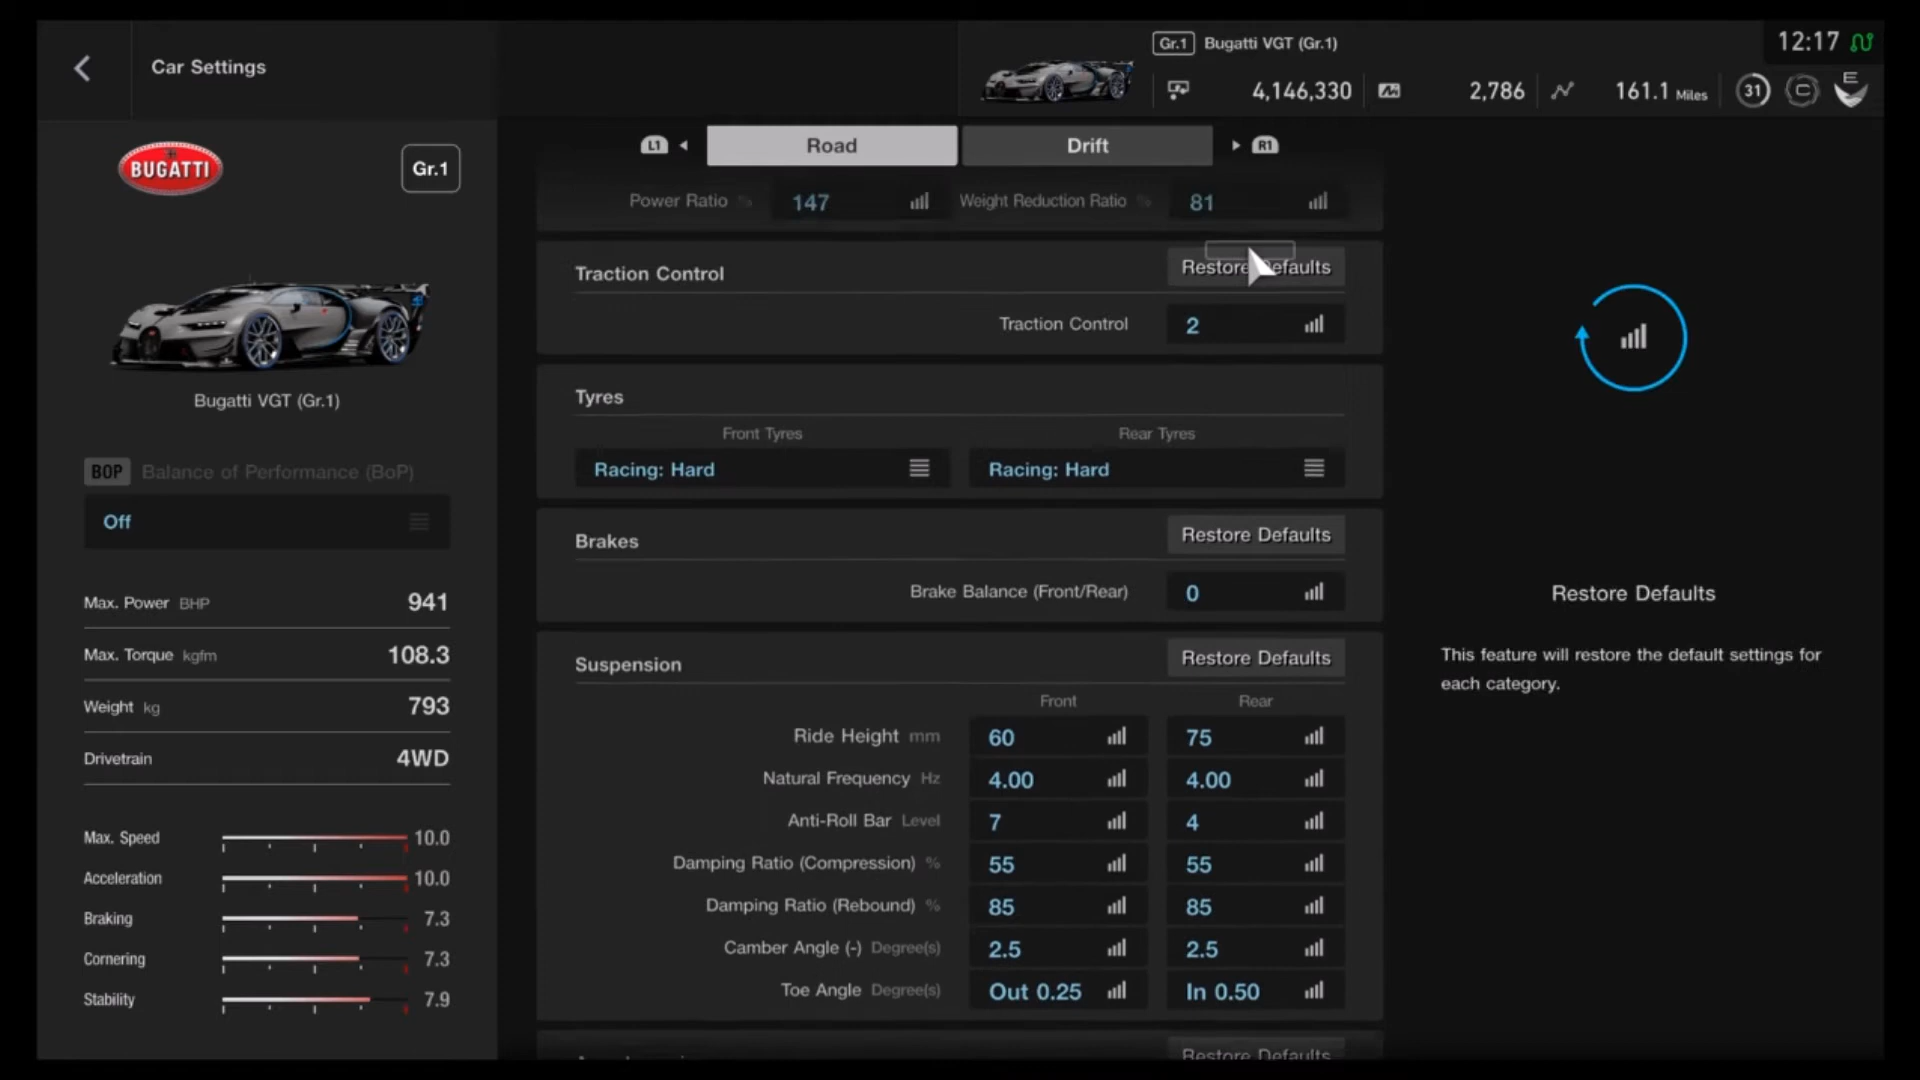 Car Settings
Gr.1 Bugatti VGT (Gr.1)
12:17
4,146,330 2,786 161.1 Miles 31 C E
BUGATTI Gr.1
L1 Road Drift R1
Power Ratio % 147 Weight Reduction Ratio % 81
Traction Control Restore Defaults
Traction Control 2
Tyres
Front Tyres Rear Tyres
Racing: Hard Racing: Hard
Brakes Restore Defaults
Brake Balance (Front/Rear) 0
Suspension Restore Defaults
Front Rear
Ride Height mm 60 75
Natural Frequency Hz 4.00 4.00
Anti-Roll Bar Level 7 4
Damping Ratio (Compression) % 55 55
Damping Ratio (Rebound) % 85 85
Camber Angle (-) Degree(s) 2.5 2.5
Toe Angle Degree(s) Out 0.25 In 0.50
Restore Defaults
Bugatti VGT (Gr.1)
BOP Balance of Performance (BoP)
Off
Max. Power BHP 941
Max. Torque kgfm 108.3
Weight kg 793
Drivetrain 4WD
Max. Speed 10.0
Acceleration 10.0
Braking 7.3
Cornering 7.3
Stability 7.9
Restore Defaults
This feature will restore the default settings for
each category.